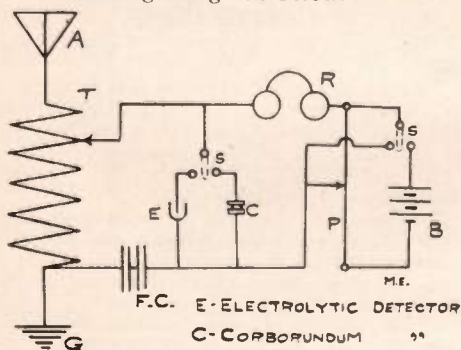 A
T
R
S
S
E
C
P
B
M.E.
F.C. E-ELECTROLYTIC DETECTOR
G C-CORBORUNDUM "